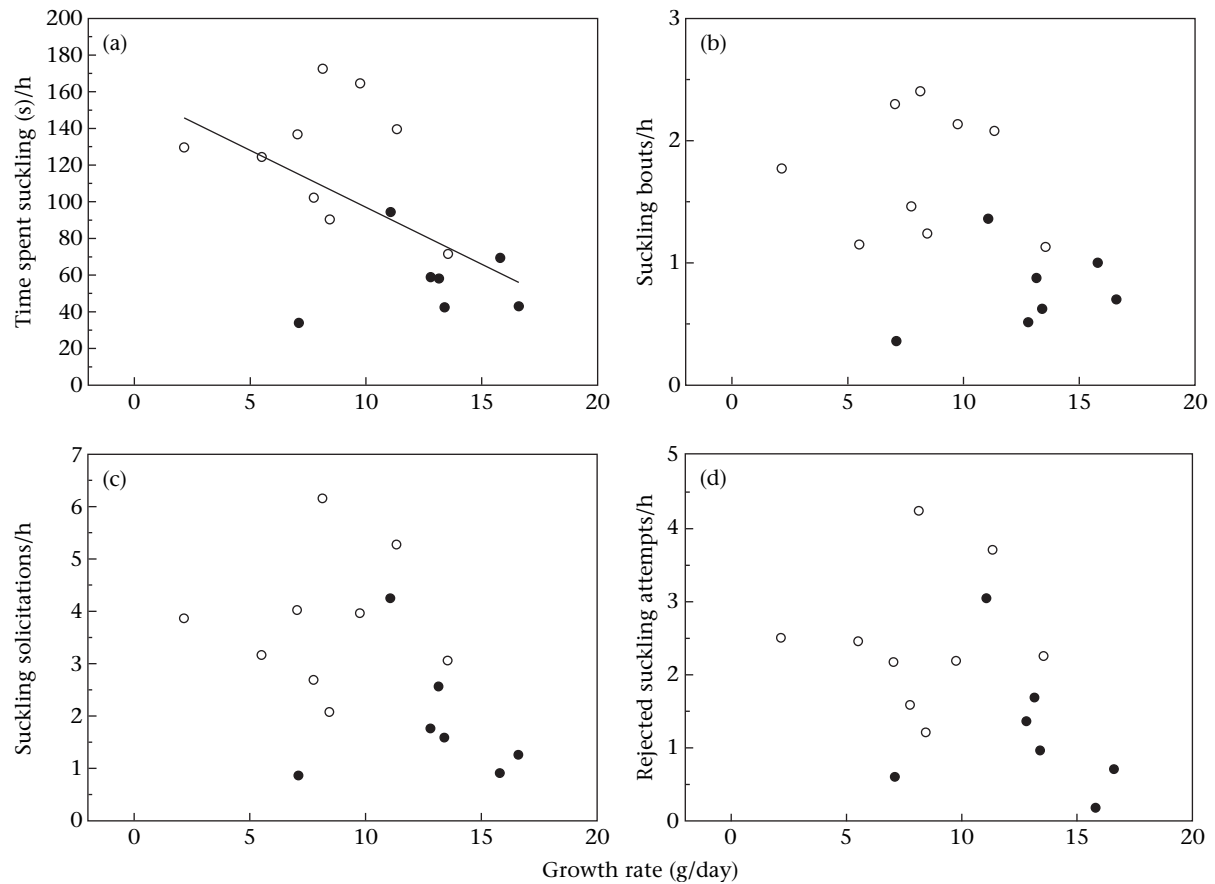 (a)
Time spent suckling (s)/h
200
180
160
140
120
100
80
60
40
20
0
0 5 10 15 20
(b)
Suckling bouts/h
3
2
1
0
0 5 10 15 20
(c)
Suckling solicitations/h
7
6
5
4
3
2
1
0
0 5 10 15 20
(d)
Rejected suckling attempts/h
5
4
3
2
1
0
0 5 10 15 20
Growth rate (g/day)